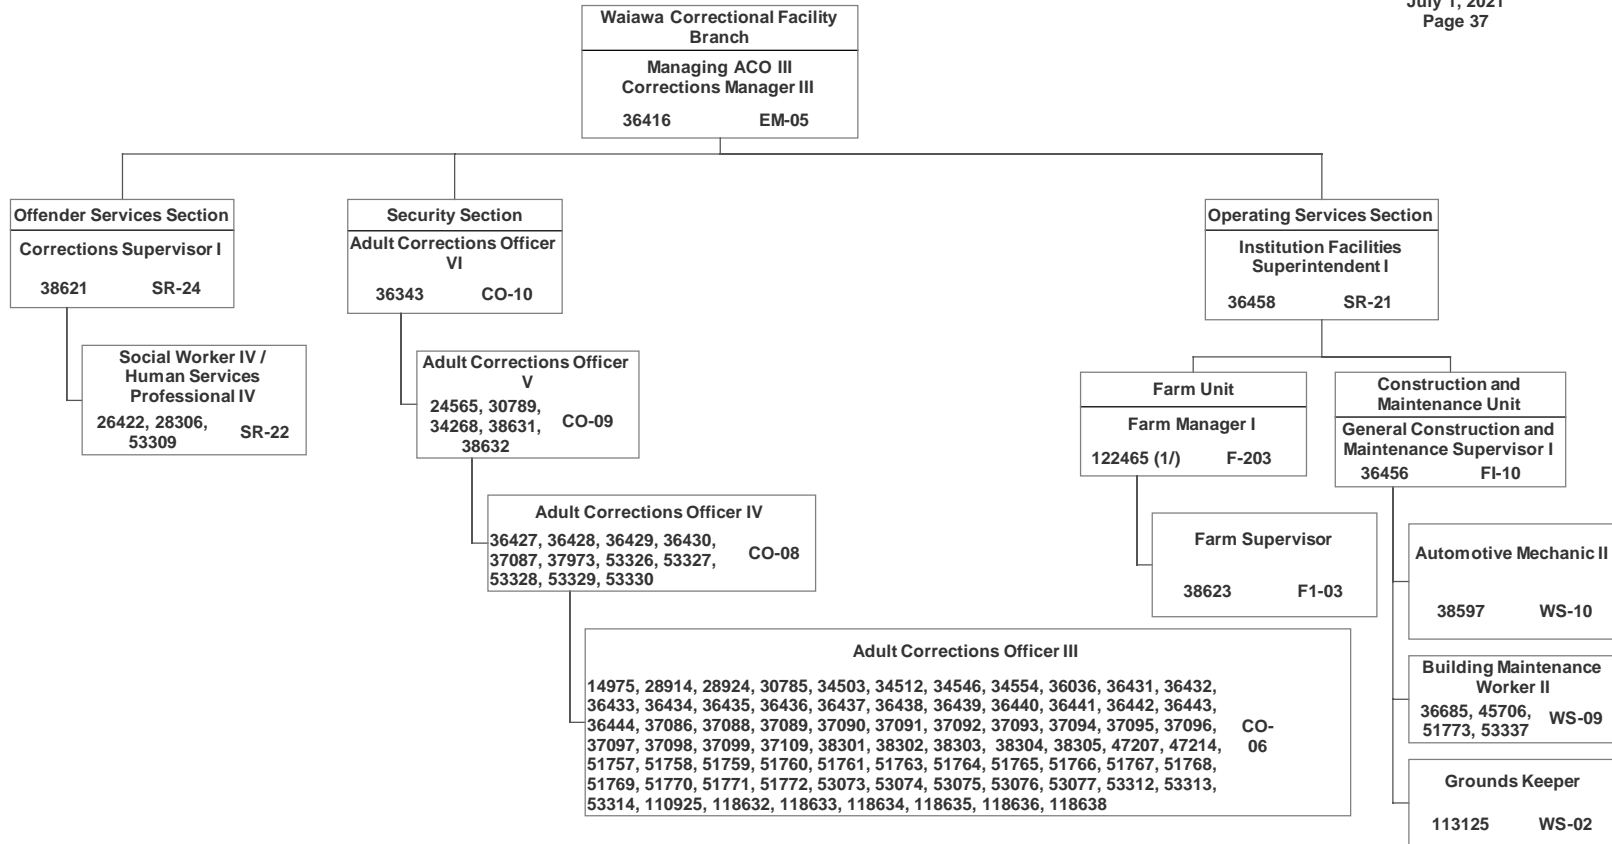 July 1, 2021
Page 37
Waiawa Correctional Facility
Branch
Managing ACO III
Corrections Manager III
36416 EM-05
Offender Services Section
Corrections Supervisor I
38621 SR-24
Social Worker IV /
Human Services
Professional IV
26422, 28306,
53309
SR-22
Security Section
Adult Corrections Officer
VI
36343 CO-10
Adult Corrections Officer
V
24565, 30789,
34268, 38631,
38632
CO-09
Adult Corrections Officer IV
36427, 36428, 36429, 36430,
37087, 37973, 53326, 53327,
53328, 53329, 53330
CO-08
Adult Corrections Officer III
14975, 28914, 28924, 30785, 34503, 34512, 34546, 34554, 36036, 36431, 36432,
36433, 36434, 36435, 36436, 36437, 36438, 36439, 36440, 36441, 36442, 36443,
36444, 37086, 37088, 37089, 37090, 37091, 37092, 37093, 37094, 37095, 37096,
37097, 37098, 37099, 37109, 38301, 38302, 38303, 38304, 38305, 47207, 47214,
51757, 51758, 51759, 51760, 51761, 51763, 51764, 51765, 51766, 51767, 51768,
51769, 51770, 51771, 51772, 53073, 53074, 53075, 53076, 53077, 53312, 53313,
53314, 110925, 118632, 118633, 118634, 118635, 118636, 118638
CO-
06
Operating Services Section
Institution Facilities
Superintendent I
36458 SR-21
Farm Unit
Farm Manager I
122465 (1/) F-203
Farm Supervisor
38623 F1-03
Construction and
Maintenance Unit
General Construction and
Maintenance Supervisor I
36456 FI-10
Automotive Mechanic II
38597 WS-10
Building Maintenance
Worker II
36685, 45706,
51773, 53337
WS-09
Grounds Keeper
113125 WS-02